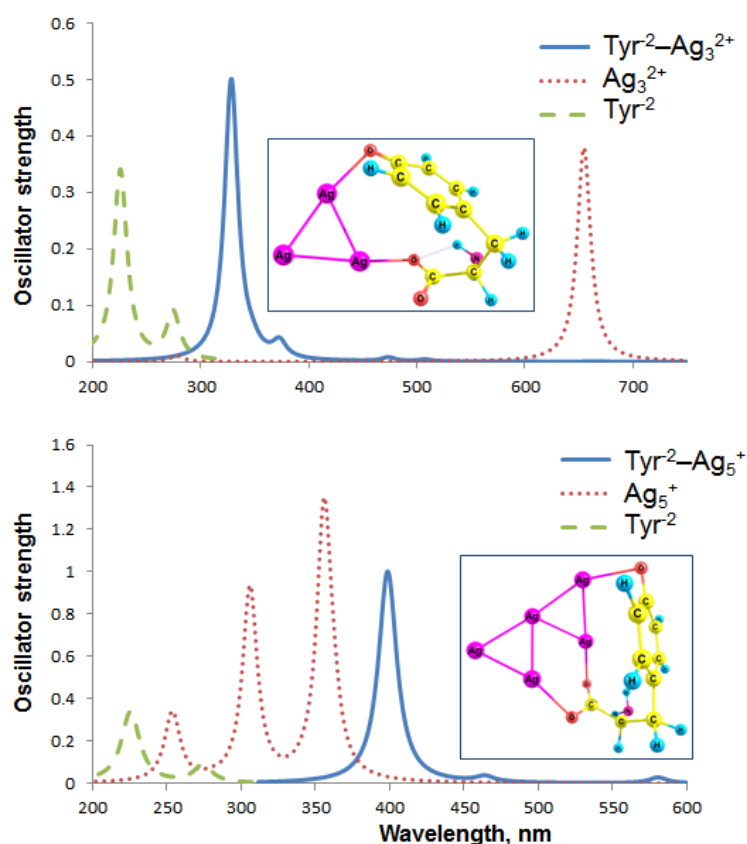 0.6
0.5
0.4
0.3
0.2
0.1
0
Oscillator strength
200 300 400 500 600 700
Tyr⁻²–Ag₃²⁺
Ag₃²⁺
Tyr⁻²
O C H C C H
Ag C C H
C H
Ag Ag O H N C H
C C H
O H
1.6
1.4
1.2
1
0.8
0.6
0.4
0.2
0
Oscillator strength
200 250 300 350 400 450 500 550 600
Wavelength, nm
Tyr⁻²–Ag₅⁺
Ag₅⁺
Tyr⁻²
Ag O
H C
Ag C C
Ag Ag C
Ag H C
O C
O C C
H